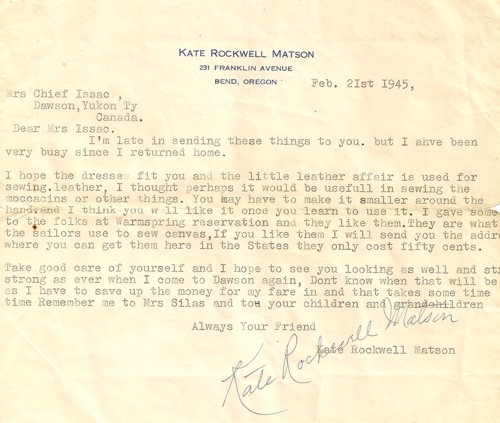 KATE ROCKWELL MATSON
231 FRANKLIN AVENUE
BEND, OREGON
Feb. 2Ist I945,
Mrs Chief Issac ,
Dawson,Yukon Ty
Canada.
Dear Mrs Issac.
I'm late in sending these things to you. but I ahve been
very busy since I returned home.
I hope the dresses fit you and the little leather affair is used for
sewing.leather, I thought perhaps it would be usefull in sewing the
moccacins or other things. You may have to make it smaller around the
hand.and I think you will like it once you learn to use it. I gave some
to the folks at Warmspring reservation and they like them.They are what
the sailors use to sew canvas,If you like them I will send you the addre
where you can get them here in the States they only cost fifty cents.
Take good care of yourself and I hope to see you looking as well and
strong as ever when I come to Dawson again, Dont know when that will be
as I have to save up the money for my fare in and that takes some time
time Remember me to Mrs Silas and tou your children and grandchildren
Always Your Friend
Kate Rockwell Matson
Kate Rockwell Matson